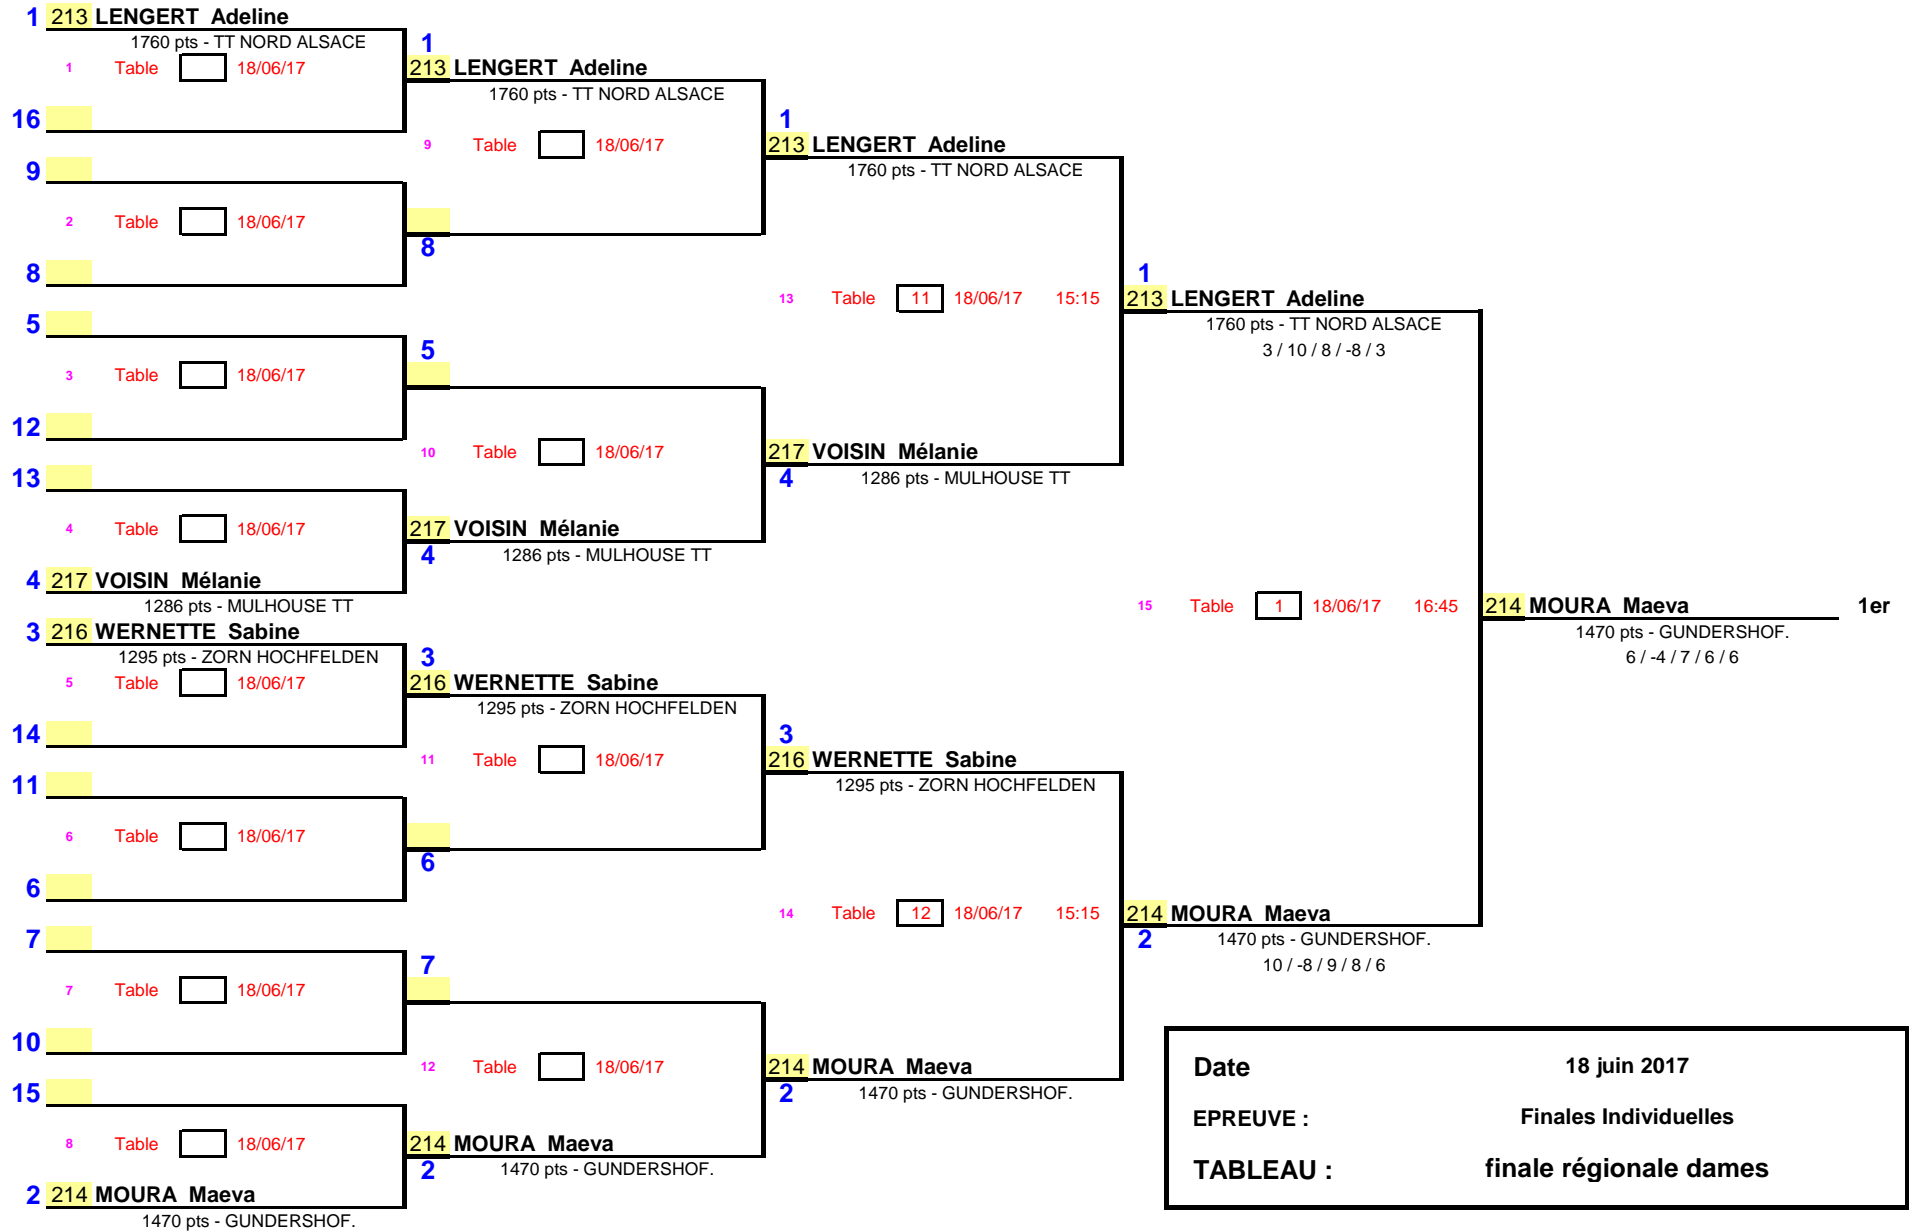 1 213 LENGERT Adeline
1760 pts - TT NORD ALSACE
1 Table 18/06/17
16
9
2 Table 18/06/17
8
5
3 Table 18/06/17
12
13
4 Table 18/06/17
4 217 VOISIN Mélanie
1286 pts - MULHOUSE TT
3 216 WERNETTE Sabine
1295 pts - ZORN HOCHFELDEN
5 Table 18/06/17
14
11
6 Table 18/06/17
6
7
7 Table 18/06/17
10
15
8 Table 18/06/17
2 214 MOURA Maeva
1470 pts - GUNDERSHOF.
1
213 LENGERT Adeline
1760 pts - TT NORD ALSACE
9 Table 18/06/17
8
5
10 Table 18/06/17
217 VOISIN Mélanie
4
1286 pts - MULHOUSE TT
3
216 WERNETTE Sabine
1295 pts - ZORN HOCHFELDEN
11 Table 18/06/17
6
7
12 Table 18/06/17
214 MOURA Maeva
2
1470 pts - GUNDERSHOF.
1
213 LENGERT Adeline
1760 pts - TT NORD ALSACE
13 Table 11 18/06/17 15:15
217 VOISIN Mélanie
4
1286 pts - MULHOUSE TT
3
216 WERNETTE Sabine
1295 pts - ZORN HOCHFELDEN
14 Table 12 18/06/17 15:15
214 MOURA Maeva
2
1470 pts - GUNDERSHOF.
1
213 LENGERT Adeline
1760 pts - TT NORD ALSACE
3 / 10 / 8 / -8 / 3
15 Table 1 18/06/17 16:45
214 MOURA Maeva
2
1470 pts - GUNDERSHOF.
10 / -8 / 9 / 8 / 6
214 MOURA Maeva 1er
1470 pts - GUNDERSHOF.
6 / -4 / 7 / 6 / 6
Date 18 juin 2017
EPREUVE : Finales Individuelles
TABLEAU : finale régionale dames